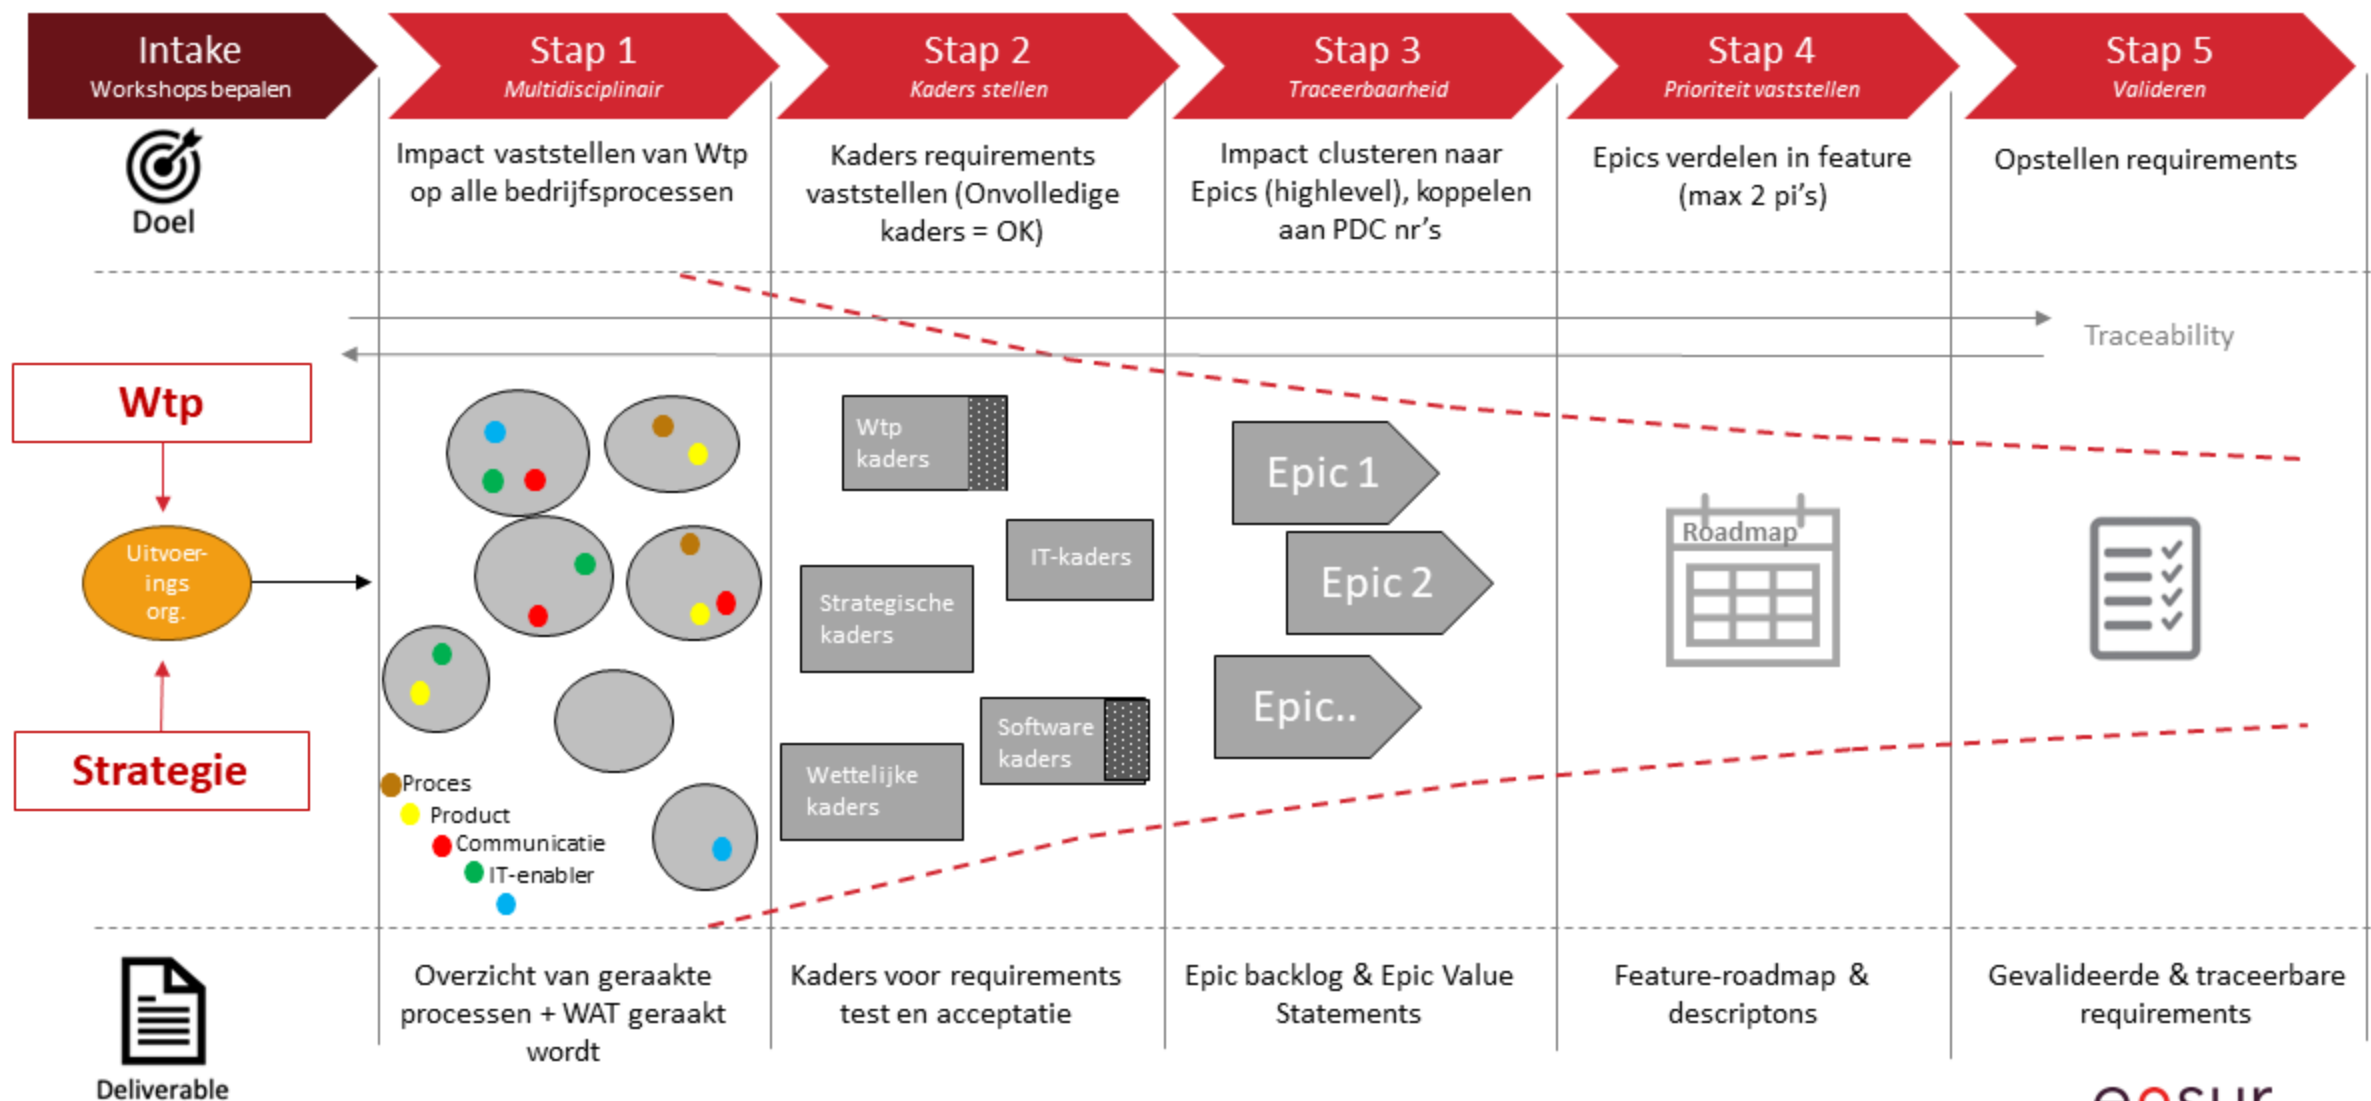 Intake
Workshops bepalen
Stap 1
Multidisciplinair
Stap 2
Kaders stellen
Stap 3
Traceerbaarheid
Stap 4
Prioriteit vaststellen
Stap 5
Valideren
Doel
Impact vaststellen van Wtp
op alle bedrijfsprocessen
Kaders requirements
vaststellen (Onvolledige
kaders = OK)
Impact clusteren naar
Epics (highlevel), koppelen
aan PDC nr's
Epics verdelen in feature
(max 2 pi's)
Opstellen requirements
Traceability
Wtp
Uitvoer-
ings
org.
Strategie
Proces
Product
Communicatie
IT-enabler
Wtp
kaders
IT-kaders
Strategische
kaders
Software
kaders
Wettelijke
kaders
Epic 1
Epic 2
Epic..
Roadmap
Deliverable
Overzicht van geraakte
processen + WAT geraakt
wordt
Kaders voor requirements
test en acceptatie
Epic backlog & Epic Value
Statements
Feature-roadmap &
descriptons
Gevalideerde & traceerbare
requirements